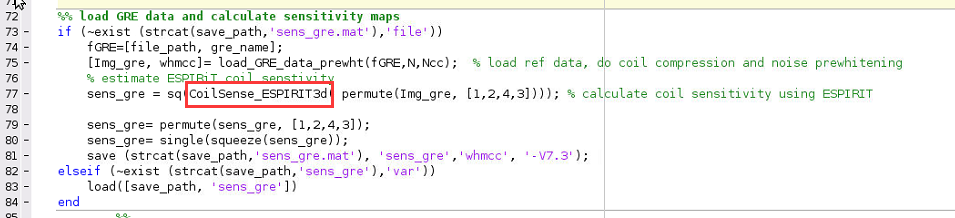 72 %% load GRE data and calculate sensitivity maps
73 - if (~exist (strcat(save_path,'sens_gre.mat'),'file'))
74 - fGRE=[file_path, gre_name];
75 - [Img_gre, whmcc]= load_GRE_data_prewht(fGRE,N,Ncc); % load ref data, do coil compression and noise prewhitening
76 % estimate ESPIRiT coil senstivity
77 - sens_gre = sq(CoilSense_ESPIRIT3d( permute(Img_gre, [1,2,4,3]))); % calculate coil sensitivity using ESPIRIT
78
79 - sens_gre= permute(sens_gre, [1,2,4,3]);
80 - sens_gre= single(squeeze(sens_gre));
81 - save (strcat(save_path,'sens_gre.mat'), 'sens_gre','whmcc', '-V7.3');
82 - elseif (~exist (strcat(save_path,'sens_gre'),'var'))
83 - load([save_path, 'sens_gre'])
84 - end
%%